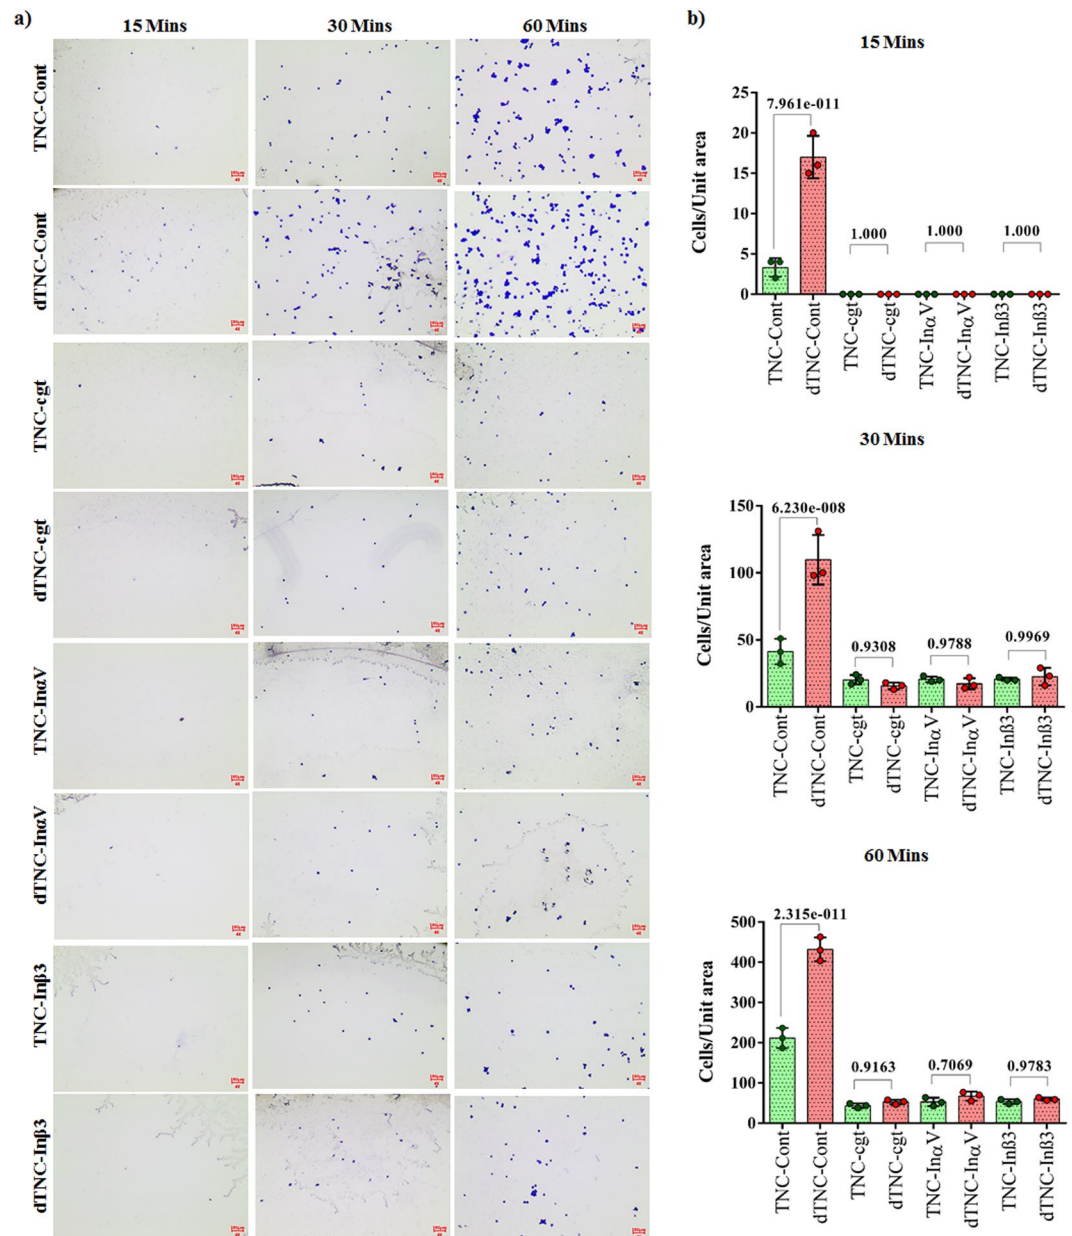 a)
15 Mins
30 Mins
60 Mins
TNC-Cont
dTNC-Cont
TNC-cgt
dTNC-cgt
TNC-InαV
dTNC-InαV
TNC-Inβ3
dTNC-Inβ3
b)
15 Mins
Cells/Unit area
25
20
15
10
5
0
7.961e-011
1.000
1.000
1.000
TNC-Cont
dTNC-Cont
TNC-cgt
dTNC-cgt
TNC-InαV
dTNC-InαV
TNC-Inß3
dTNC-Inß3
30 Mins
Cells/Unit area
150
100
50
0
6.230e-008
0.9308
0.9788
0.9969
TNC-Cont
dTNC-Cont
TNC-cgt
dTNC-cgt
TNC-InαV
dTNC-InαV
TNC-Inß3
dTNC-Inß3
60 Mins
Cells/Unit area
500
400
300
200
100
0
2.315e-011
0.9163
0.7069
0.9783
TNC-Cont
dTNC-Cont
TNC-cgt
dTNC-cgt
TNC-InαV
dTNC-InαV
TNC-Inß3
dTNC-Inß3